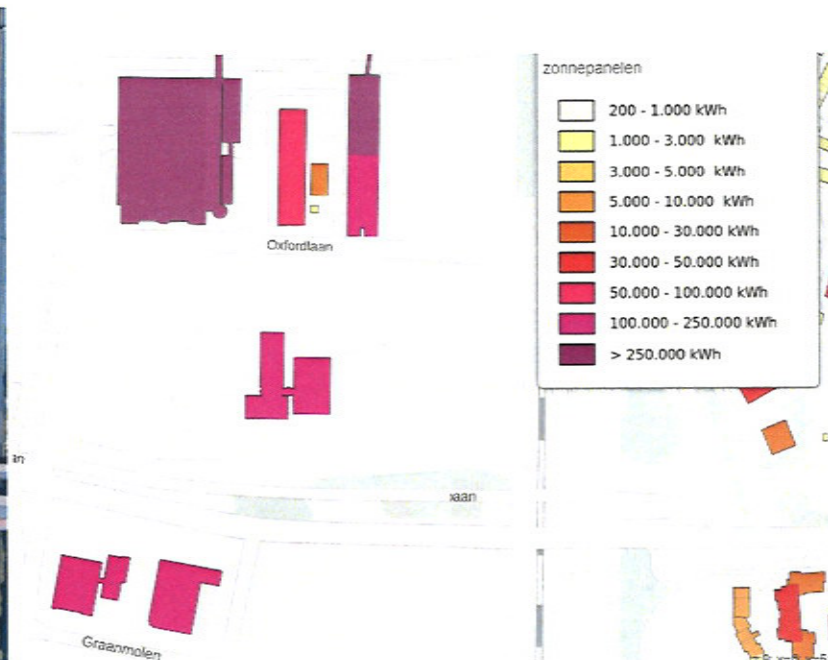 zonnepanelen
200 - 1.000 kWh
1.000 - 3.000 kWh
3.000 - 5.000 kWh
5.000 - 10.000 kWh
10.000 - 30.000 kWh
30.000 - 50.000 kWh
50.000 - 100.000 kWh
100.000 - 250.000 kWh
> 250.000 kWh
Oxfordlaan
an
aan
Graanmolen